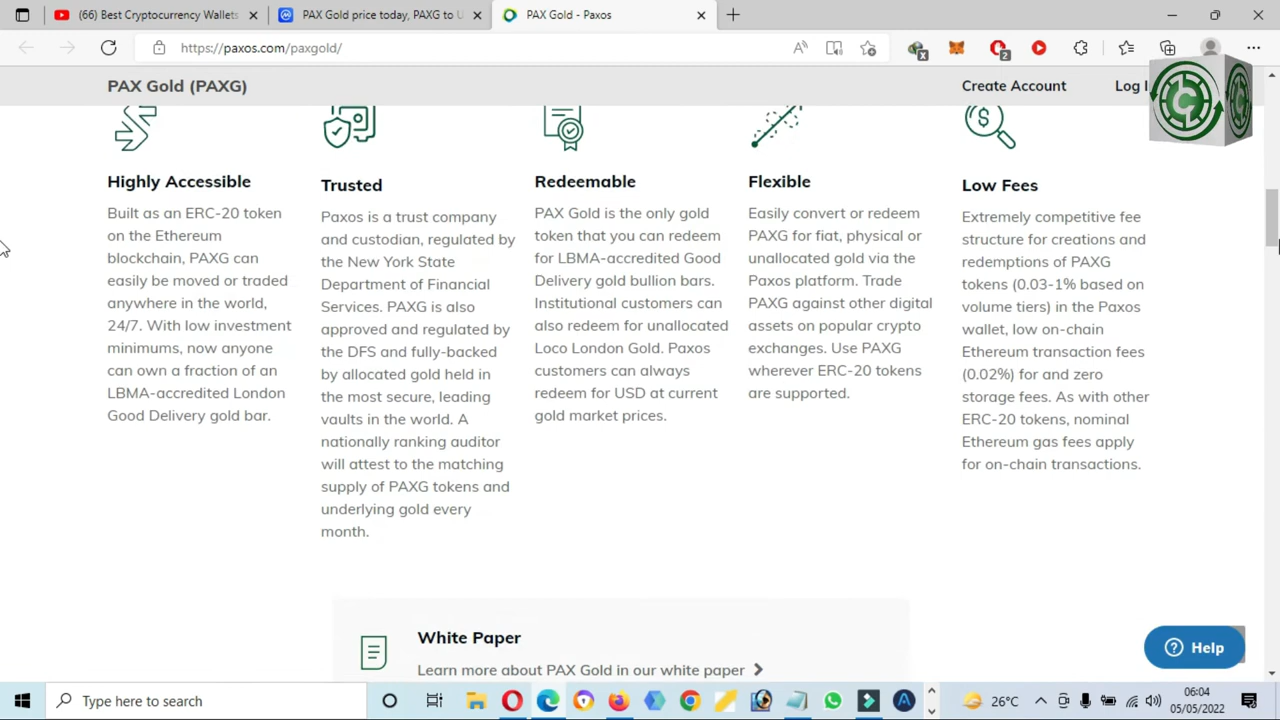 (66) Best Cryptocurrency Wallets
PAX Gold price today, PAXG to U
PAX Gold - Paxos
https://paxos.com/paxgold/
PAX Gold (PAXG)
Create Account
Log I
Highly Accessible
Built as an ERC-20 token
on the Ethereum
blockchain, PAXG can
easily be moved or traded
anywhere in the world,
24/7. With low investment
minimums, now anyone
can own a fraction of an
LBMA-accredited London
Good Delivery gold bar.
Trusted
Paxos is a trust company
and custodian, regulated by
the New York State
Department of Financial
Services. PAXG is also
approved and regulated by
the DFS and fully-backed
by allocated gold held in
the most secure, leading
vaults in the world. A
nationally ranking auditor
will attest to the matching
supply of PAXG tokens and
underlying gold every
month.
Redeemable
PAX Gold is the only gold
token that you can redeem
for LBMA-accredited Good
Delivery gold bullion bars.
Institutional customers can
also redeem for unallocated
Loco London Gold. Paxos
customers can always
redeem for USD at current
gold market prices.
Flexible
Easily convert or redeem
PAXG for fiat, physical or
unallocated gold via the
Paxos platform. Trade
PAXG against other digital
assets on popular crypto
exchanges. Use PAXG
wherever ERC-20 tokens
are supported.
Low Fees
Extremely competitive fee
structure for creations and
redemptions of PAXG
tokens (0.03-1% based on
volume tiers) in the Paxos
wallet, low on-chain
Ethereum transaction fees
(0.02%) for and zero
storage fees. As with other
ERC-20 tokens, nominal
Ethereum gas fees apply
for on-chain transactions.
White Paper
Learn more about PAX Gold in our white paper
Help
Type here to search
26°C
06:04
05/05/2022